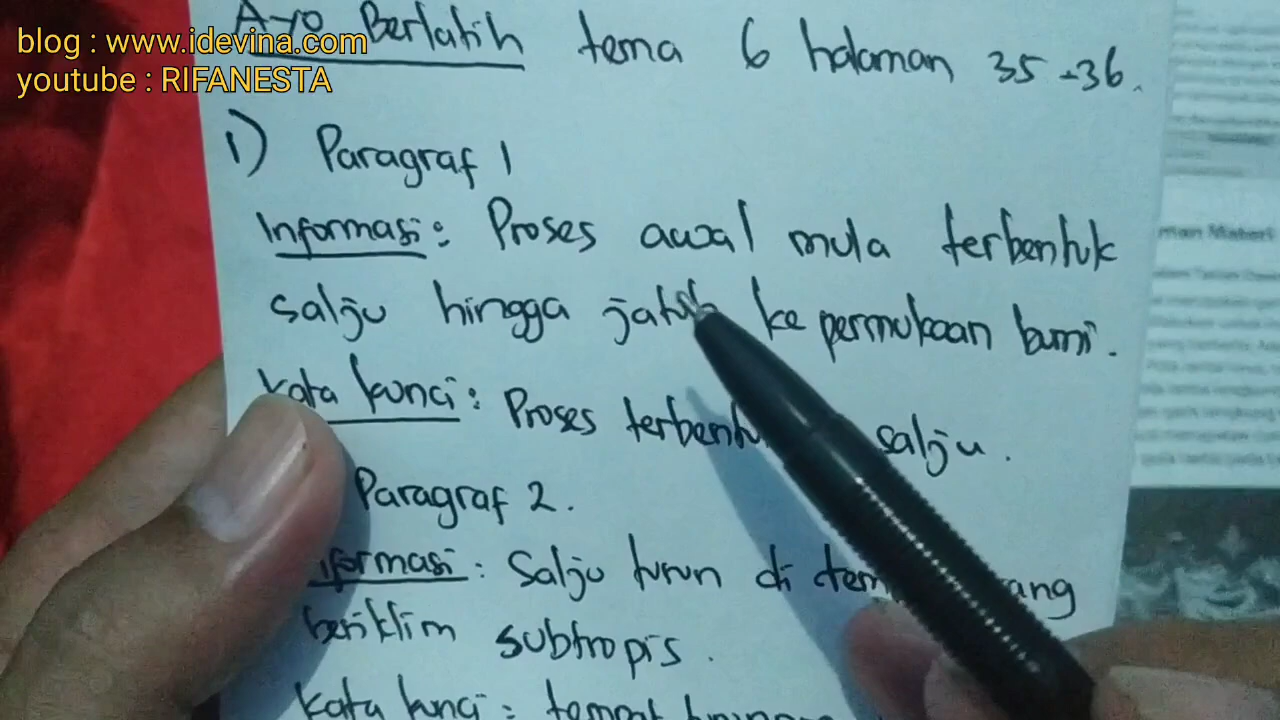 blog : www.idevina.com
youtube : RIFANESTA
Ayo Berlatih tema 6 halaman 35-36.
1) Paragraf 1
Informasi: Proses awal mula terbentuk
salju hingga jatuh ke permukaan bumi.
Kata kunci: Proses salju.
Paragraf 2.
Informasi: Salju turun di
beriklim subtropis.
Kata kunci: tempat